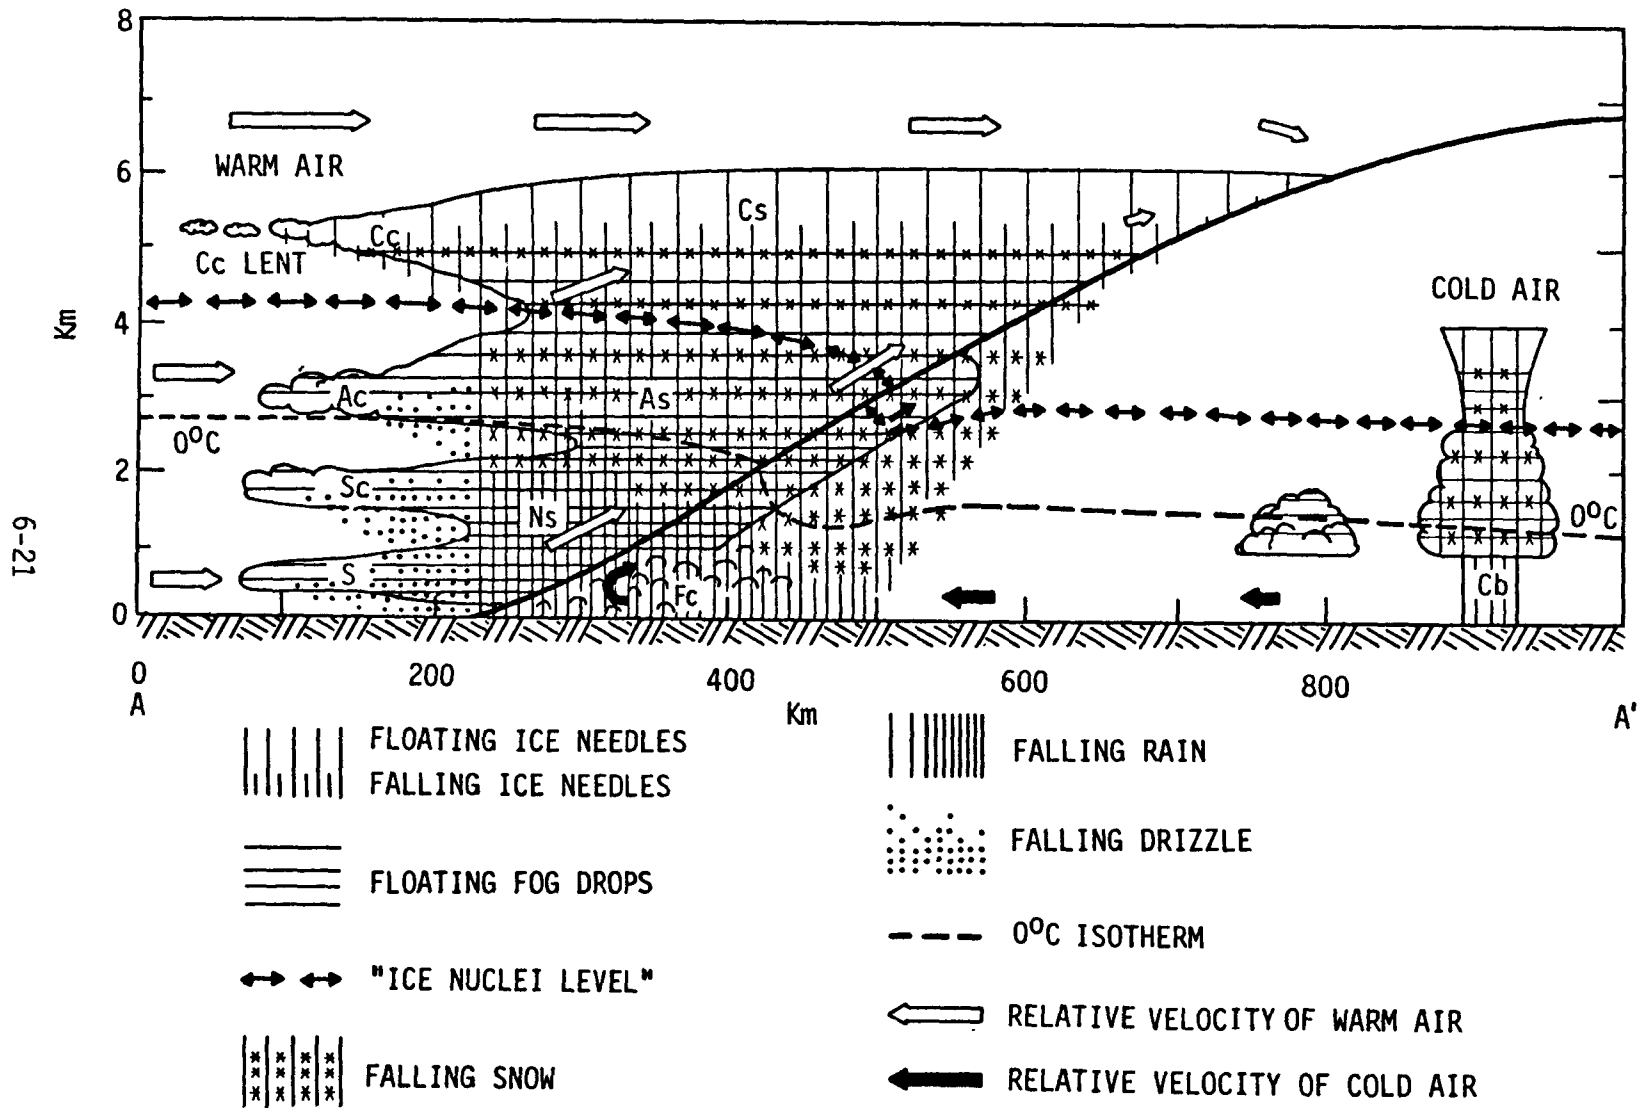 8
WARM AIR
6
Cs
Cc
Cc LENT
COLD AIR
Km
4
Ac
As
0°C
2
Sc
Ns
0°C
6-21
S
Fc
Cb
0
0
200
400
600
800
A
Km
A'
FLOATING ICE NEEDLES
FALLING ICE NEEDLES
FALLING RAIN
FLOATING FOG DROPS
FALLING DRIZZLE
0°C ISOTHERM
"ICE NUCLEI LEVEL"
RELATIVE VELOCITY OF WARM AIR
FALLING SNOW
RELATIVE VELOCITY OF COLD AIR